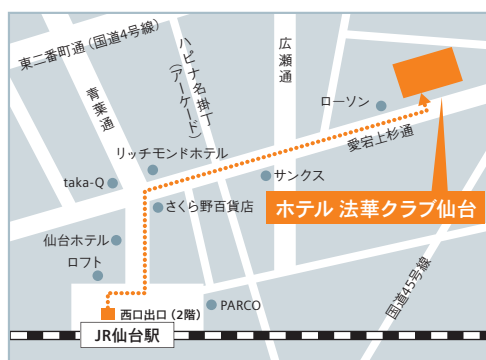 東二番町通(国道4号線)
青葉通
ハピナ名掛丁
(アーケード)
広瀬通
ローソン
愛宕上杉通
リッチモンドホテル
taka-Q
サンクス
さくら野百貨店
ホテル 法華クラブ仙台
仙台ホテル
ロフト
国道45号線
西口出口(2階)
PARCO
JR仙台駅